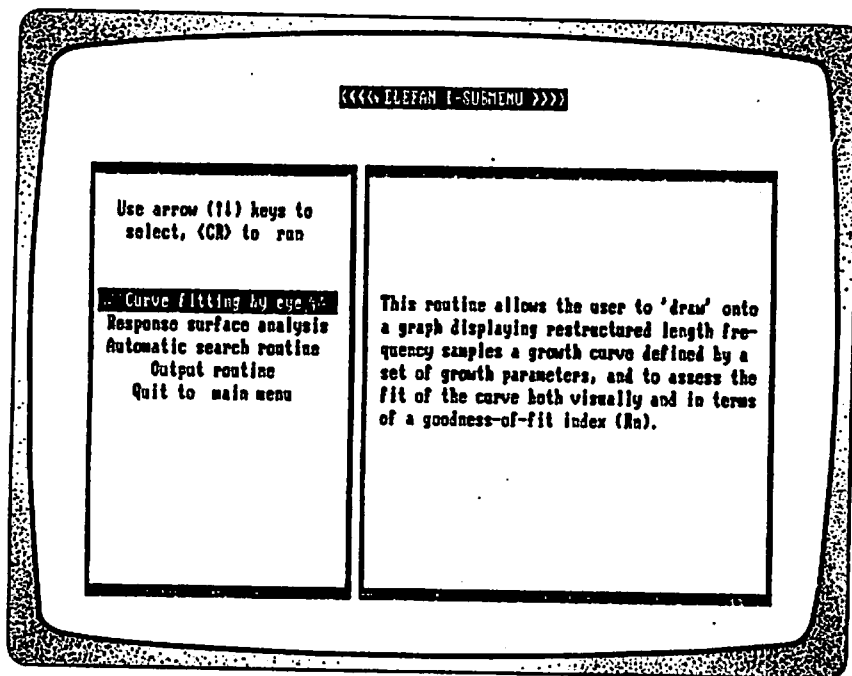 <<<< ELEFAN I-SUBMENU >>>>
Use arrow (↑↓) keys to
select, <CR> to run
Curve fitting by eye
Response surface analysis
Automatic search routine
Output routine
Quit to main menu
This routine allows the user to 'draw' onto
a graph displaying restructured length fre-
quency samples a growth curve defined by a
set of growth parameters, and to assess the
fit of the curve both visually and in terms
of a goodness-of-fit index (Rn).